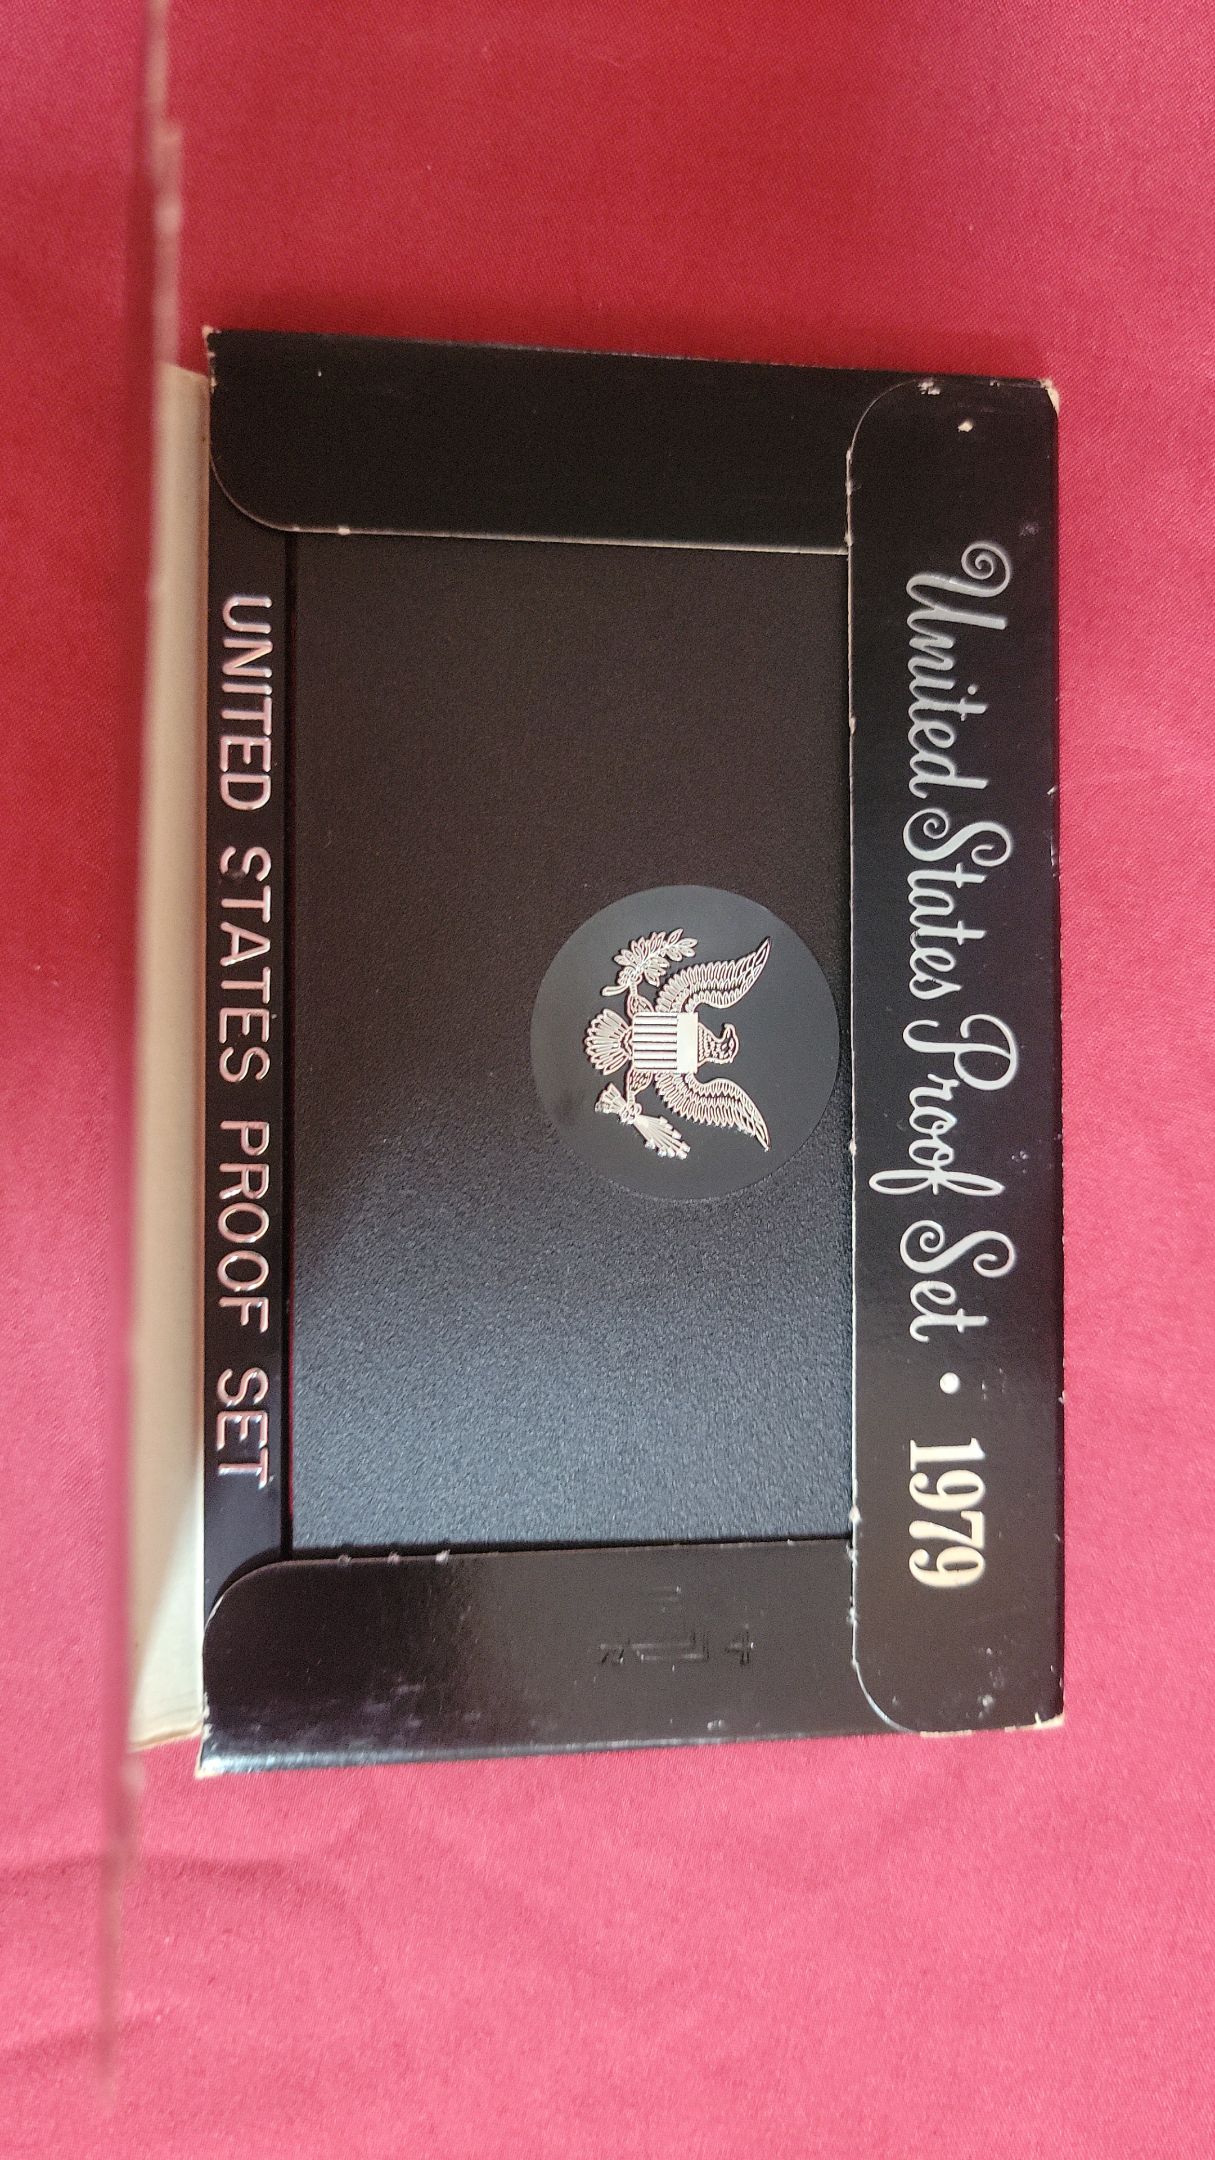 United States Proof Set • 1979
UNITED STATES PROOF SET